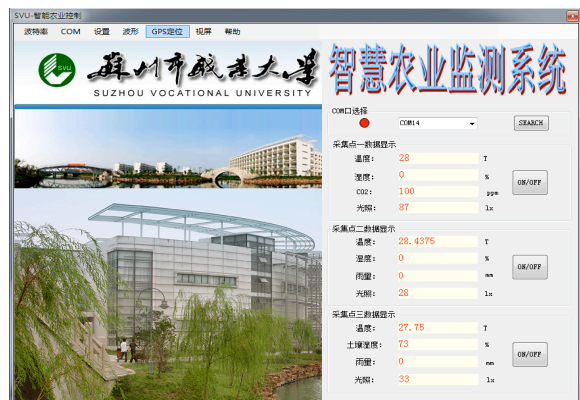 SVU-智能农业控制
波特率 COM 设置 波形 GPS定位 视屏 帮助
SVU
蘇州市職業大学
SUZHOU VOCATIONAL UNIVERSITY
智慧农业监测系统
COM口选择
COM14 SEARCH
采集点一数据显示
温度: 28 T
湿度: 0 %
CO2: 100 ppm
光照: 87 lx
ON/OFF
采集点二数据显示
温度: 28.4375 T
湿度: 0 %
雨量: 0 mm
光照: 28 lx
ON/OFF
采集点三数据显示
温度: 27.75 T
土壤湿度: 73 %
雨量: 0 mm
光照: 33 lx
ON/OFF